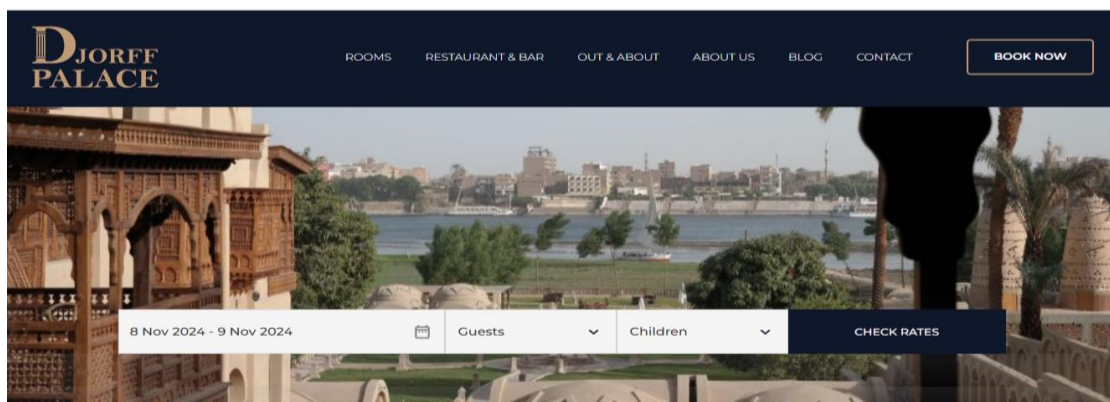 DJORFF
PALACE
ROOMS RESTAURANT & BAR OUT & ABOUT ABOUT US BLOG CONTACT BOOK NOW
8 Nov 2024 - 9 Nov 2024 Guests Children CHECK RATES